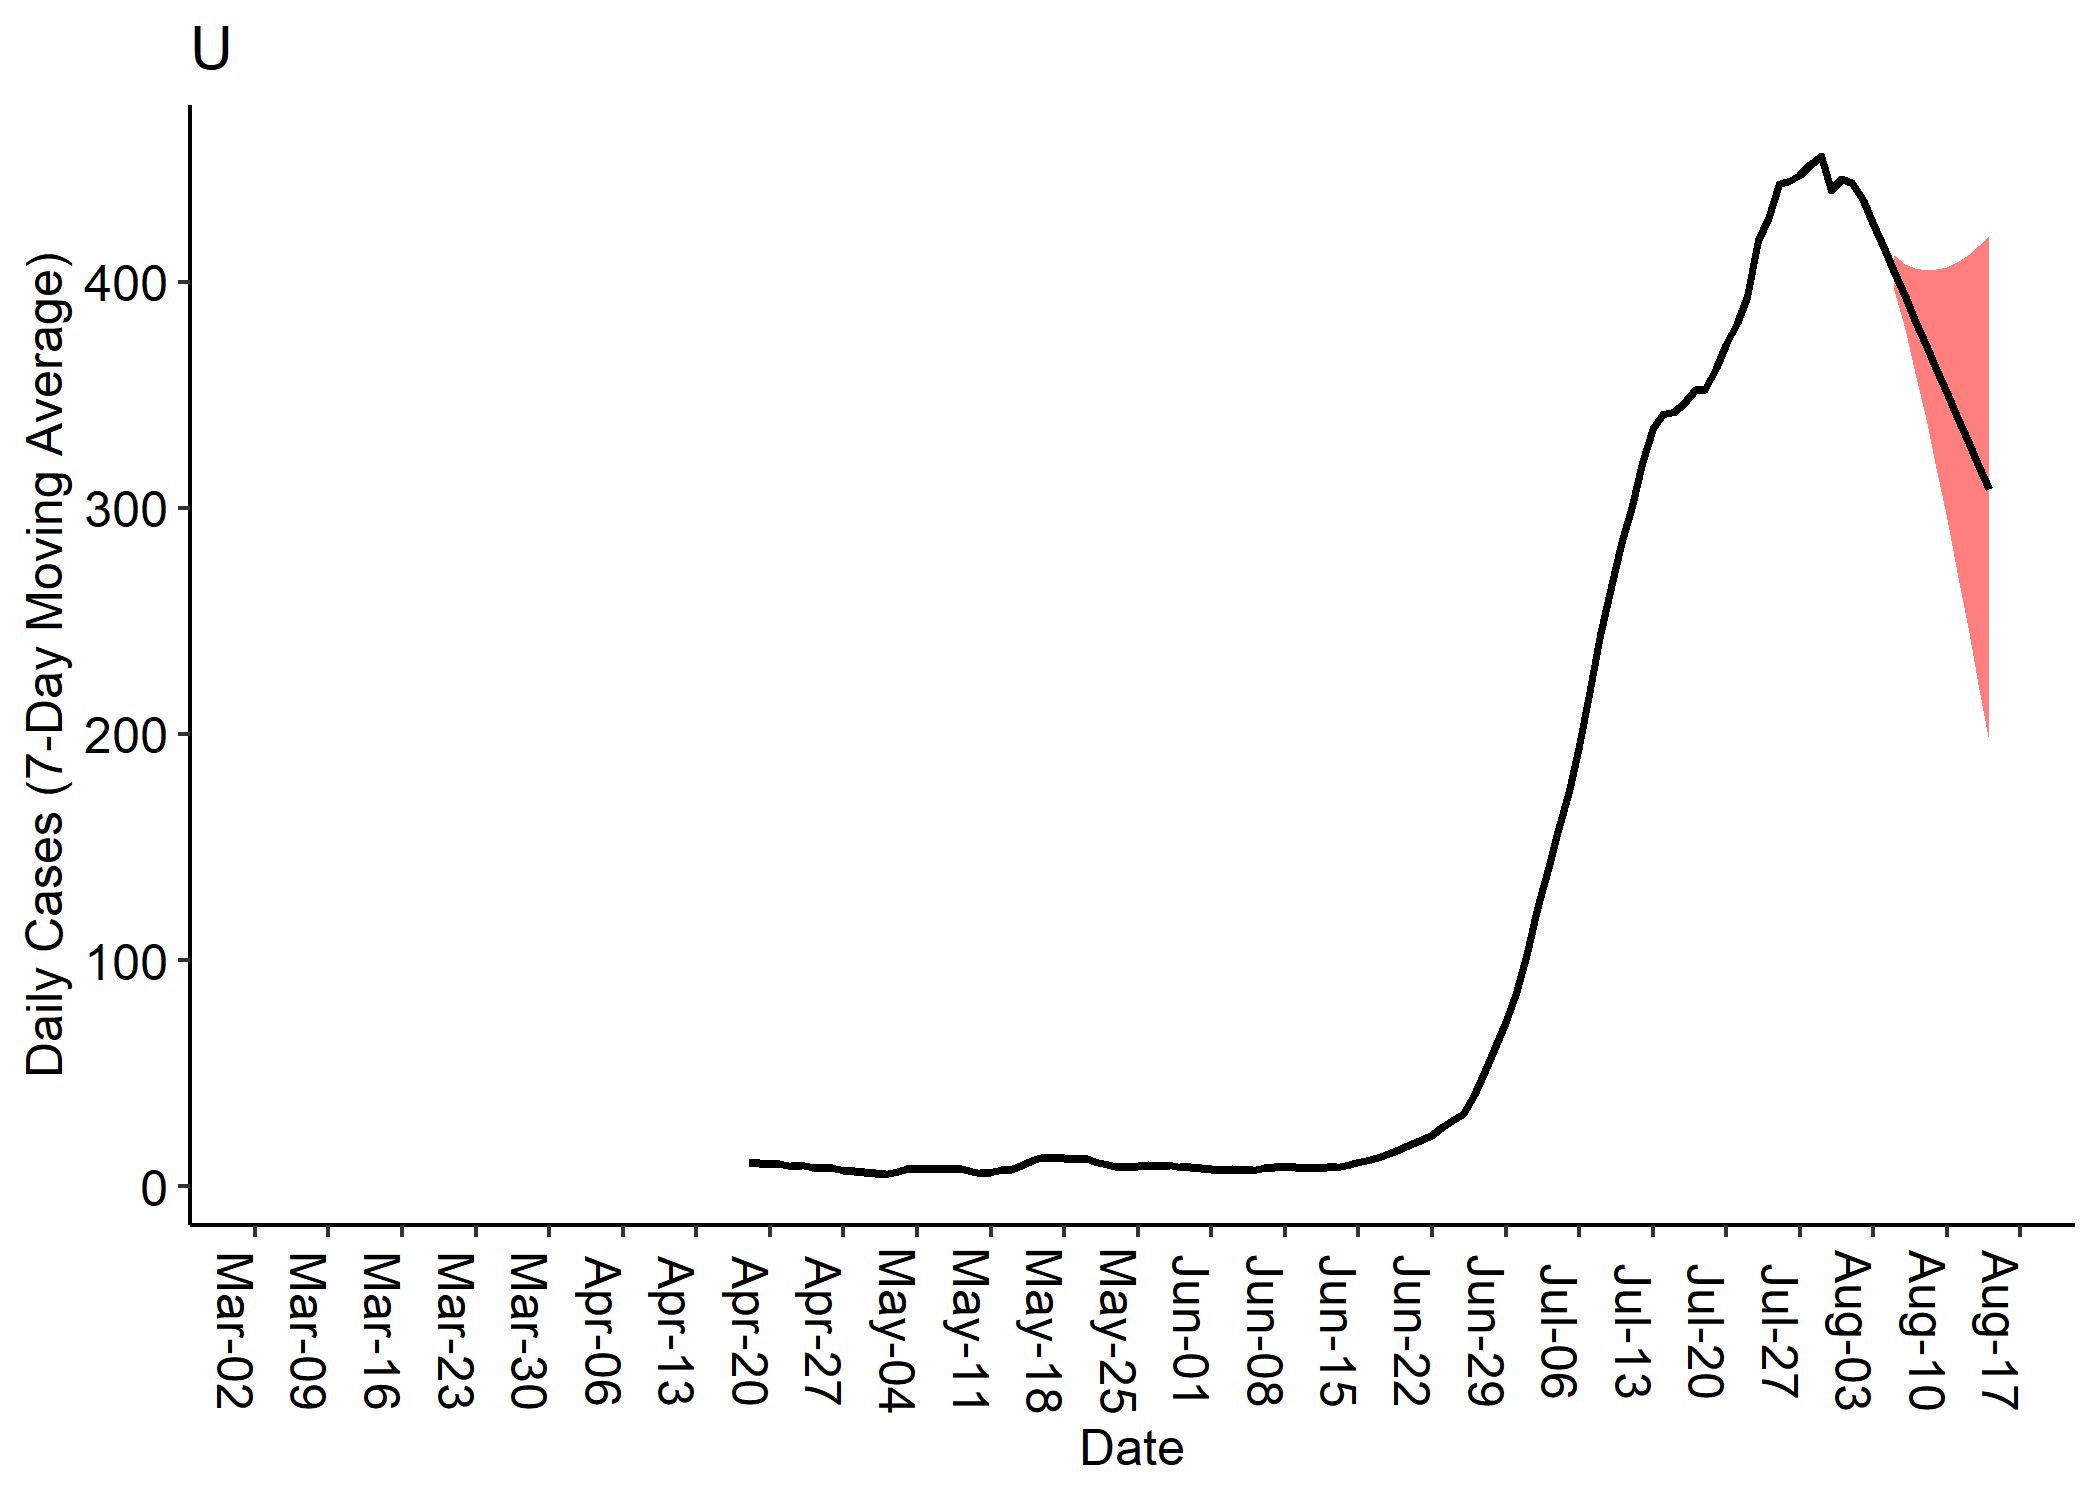 U
Daily Cases (7-Day Moving Average)
400
300
200
100
0
Mar-02
Mar-09
Mar-16
Mar-23
Mar-30
Apr-06
Apr-13
Apr-20
Apr-27
May-04
May-11
May-18
May-25
Jun-01
Jun-08
Jun-15
Jun-22
Jun-29
Jul-06
Jul-13
Jul-20
Jul-27
Aug-03
Aug-10
Aug-17
Date